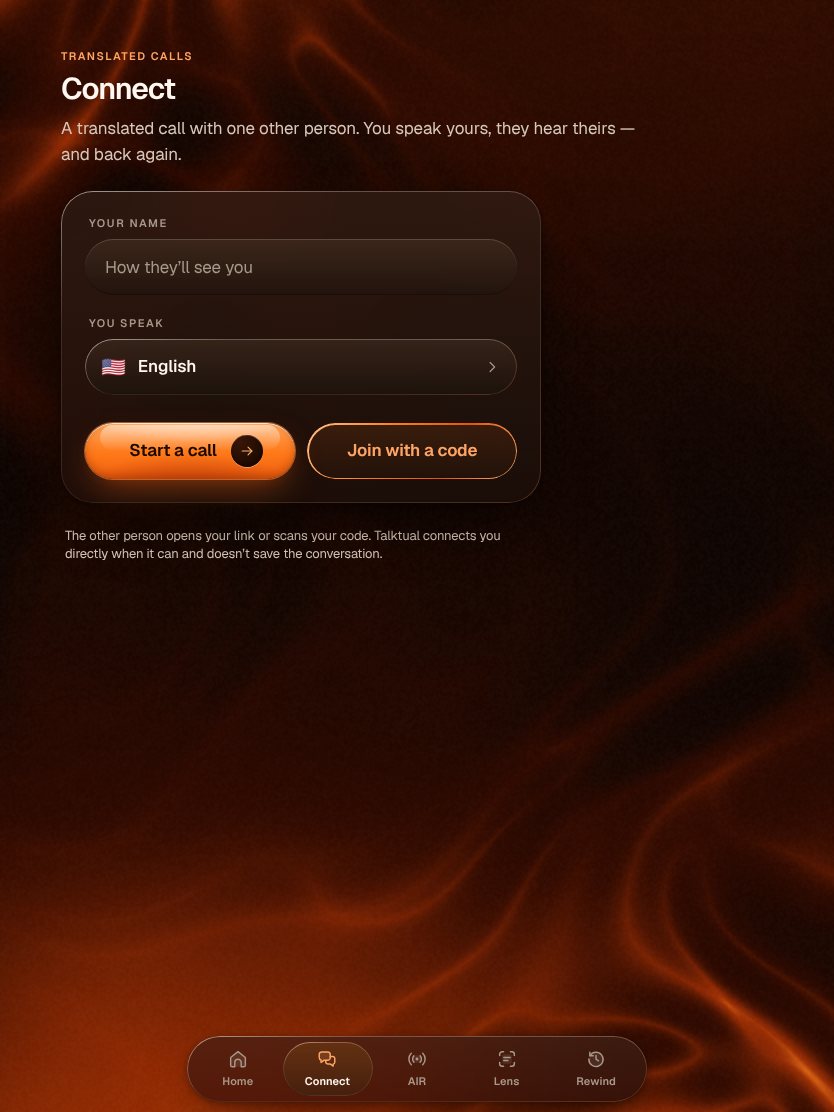 TRANSLATED CALLS
Connect
A translated call with one other person. You speak yours, they hear theirs —
and back again.
YOUR NAME
How they’ll see you
YOU SPEAK
English
Start a call
Join with a code
The other person opens your link or scans your code. Talktual connects you
directly when it can and doesn’t save the conversation.
Home
Connect
AIR
Lens
Rewind